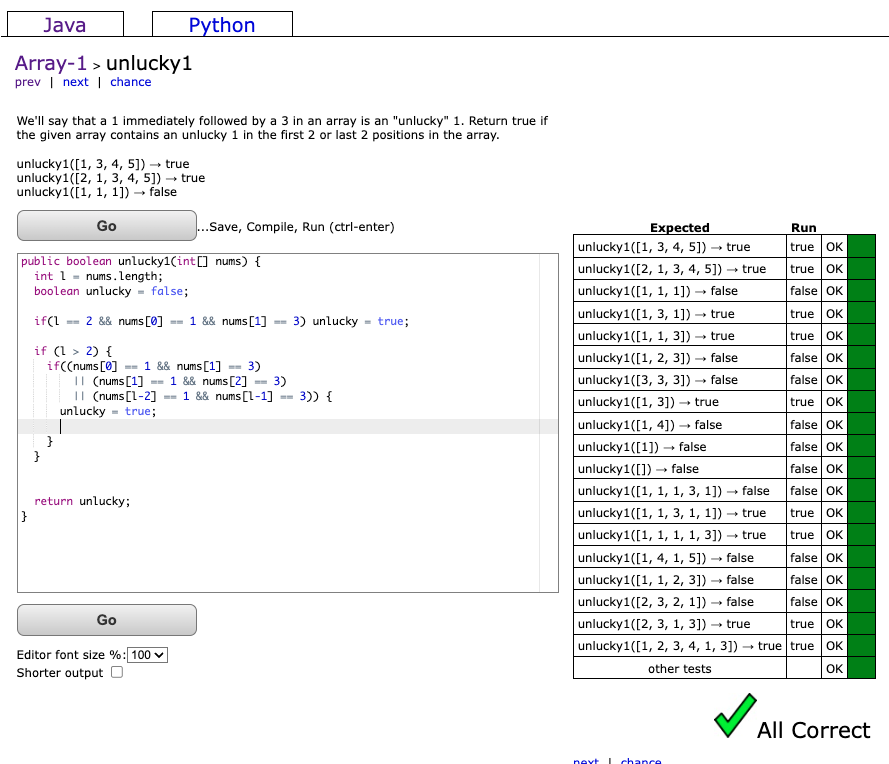 Java
Python
Array-1 > unlucky1
prev | next | chance
We'll say that a 1 immediately followed by a 3 in an array is an "unlucky" 1. Return true if
the given array contains an unlucky 1 in the first 2 or last 2 positions in the array.
unlucky1([1, 3, 4, 5]) → true
unlucky1([2, 1, 3, 4, 5]) → true
unlucky1([1, 1, 1]) → false
Go
...Save, Compile, Run (ctrl-enter)
public boolean unlucky1(int[] nums) {
  int l = nums.length;
  boolean unlucky = false;
  if(l == 2 && nums[0] == 1 && nums[1] == 3) unlucky = true;
  if (l > 2) {
    if((nums[0] == 1 && nums[1] == 3)
        || (nums[1] == 1 && nums[2] == 3)
        || (nums[l-2] == 1 && nums[l-1] == 3)) {
      unlucky = true;
    }
  }
  return unlucky;
}
Go
Editor font size %: 100
Shorter output
Expected Run
unlucky1([1, 3, 4, 5]) → true true OK
unlucky1([2, 1, 3, 4, 5]) → true true OK
unlucky1([1, 1, 1]) → false false OK
unlucky1([1, 3, 1]) → true true OK
unlucky1([1, 1, 3]) → true true OK
unlucky1([1, 2, 3]) → false false OK
unlucky1([3, 3, 3]) → false false OK
unlucky1([1, 3]) → true true OK
unlucky1([1, 4]) → false false OK
unlucky1([1]) → false false OK
unlucky1([]) → false false OK
unlucky1([1, 1, 1, 3, 1]) → false false OK
unlucky1([1, 1, 3, 1, 1]) → true true OK
unlucky1([1, 1, 1, 1, 3]) → true true OK
unlucky1([1, 4, 1, 5]) → false false OK
unlucky1([1, 1, 2, 3]) → false false OK
unlucky1([2, 3, 2, 1]) → false false OK
unlucky1([2, 3, 1, 3]) → true true OK
unlucky1([1, 2, 3, 4, 1, 3]) → true true OK
other tests OK
All Correct
next | chance